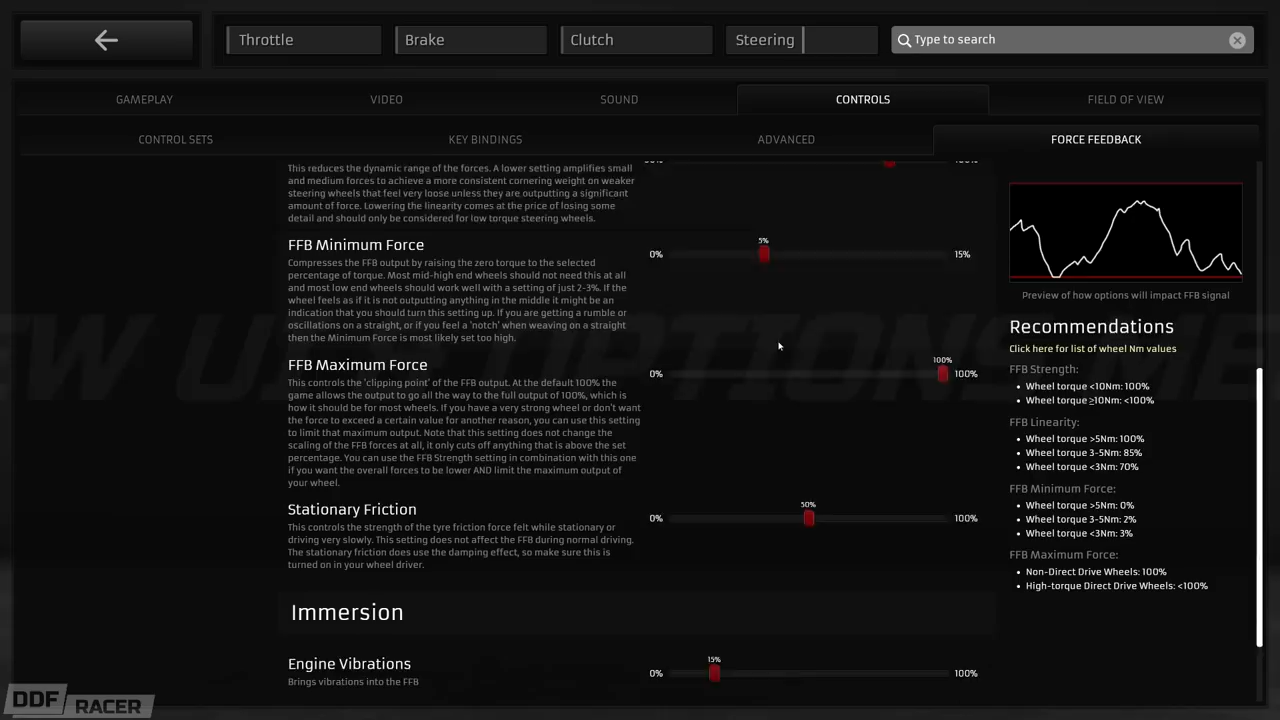 Throttle
Brake
Clutch
Steering
Type to search
GAMEPLAY
VIDEO
SOUND
CONTROLS
FIELD OF VIEW
CONTROL SETS
KEY BINDINGS
ADVANCED
FORCE FEEDBACK
This reduces the dynamic range of the forces. A lower setting amplifies small
and medium forces to achieve a more consistent cornering weight on weaker
steering wheels that feel very loose unless they are outputting a significant
amount of force. Lowering the linearity comes at the price of losing some
detail and should only be considered for low torque steering wheels.
FFB Minimum Force
5%
0%
15%
Compresses the FFB output by raising the zero torque to the selected
percentage of torque. Most mid-high end wheels should not need this at all
and most low end wheels should work well with a setting of just 2-3%. If the
wheel feels as if it is not outputting anything in the middle it might be an
indication that you should turn this setting up. If you are getting a rumble or
oscillations on a straight, or if you feel a 'notch' when weaving on a straight
then the Minimum Force is most likely set too high.
FFB Maximum Force
100%
0%
100%
This controls the 'clipping point' of the FFB output. At the default 100% the
game allows the output to go all the way to the full output of 100%, which is
how it should be for most wheels. If you have a very strong wheel or don't want
the force to exceed a certain value for another reason, you can use this setting
to limit that maximum output. Note that this setting does not change the
scaling of the FFB forces at all, it only cuts off anything that is above the set
percentage. You can use the FFB Strength setting in combination with this one
if you want the overall forces to be lower AND limit the maximum output of
your wheel.
Stationary Friction
50%
0%
100%
This controls the strength of the tyre friction force felt while stationary or
driving very slowly. This setting does not affect the FFB during normal driving.
The stationary friction does use the damping effect, so make sure this is
turned on in your wheel driver.
Immersion
Engine Vibrations
15%
0%
100%
Brings vibrations into the FFB
Preview of how options will impact FFB signal
Recommendations
Click here for list of wheel Nm values
FFB Strength:
• Wheel torque <10Nm: 100%
• Wheel torque ≥10Nm: <100%
FFB Linearity:
• Wheel torque >5Nm: 100%
• Wheel torque 3-5Nm: 85%
• Wheel torque <3Nm: 70%
FFB Minimum Force:
• Wheel torque >5Nm: 0%
• Wheel torque 3-5Nm: 2%
• Wheel torque <3Nm: 3%
FFB Maximum Force:
• Non-Direct Drive Wheels: 100%
• High-torque Direct Drive Wheels: <100%
DDF RACER